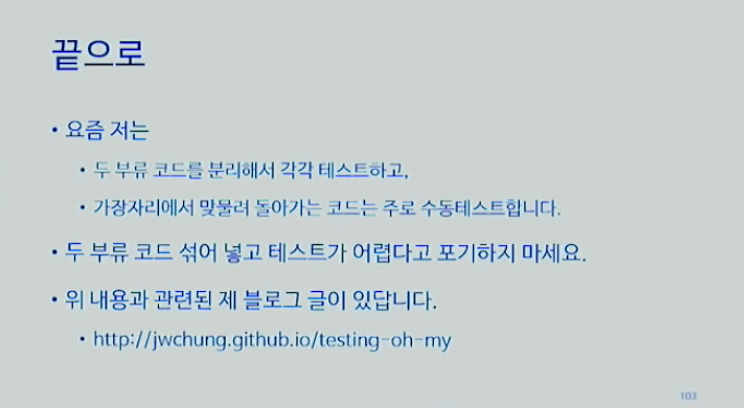 끝으로
• 요즘 저는
• 두 부류 코드를 분리해서 각각 테스트하고,
• 가장자리에서 맞물려 돌아가는 코드는 주로 수동테스트합니다.
• 두 부류 코드 섞어 넣고 테스트가 어렵다고 포기하지 마세요.
• 위 내용과 관련된 제 블로그 글이 있답니다.
• http://jwchung.github.io/testing-oh-my
103